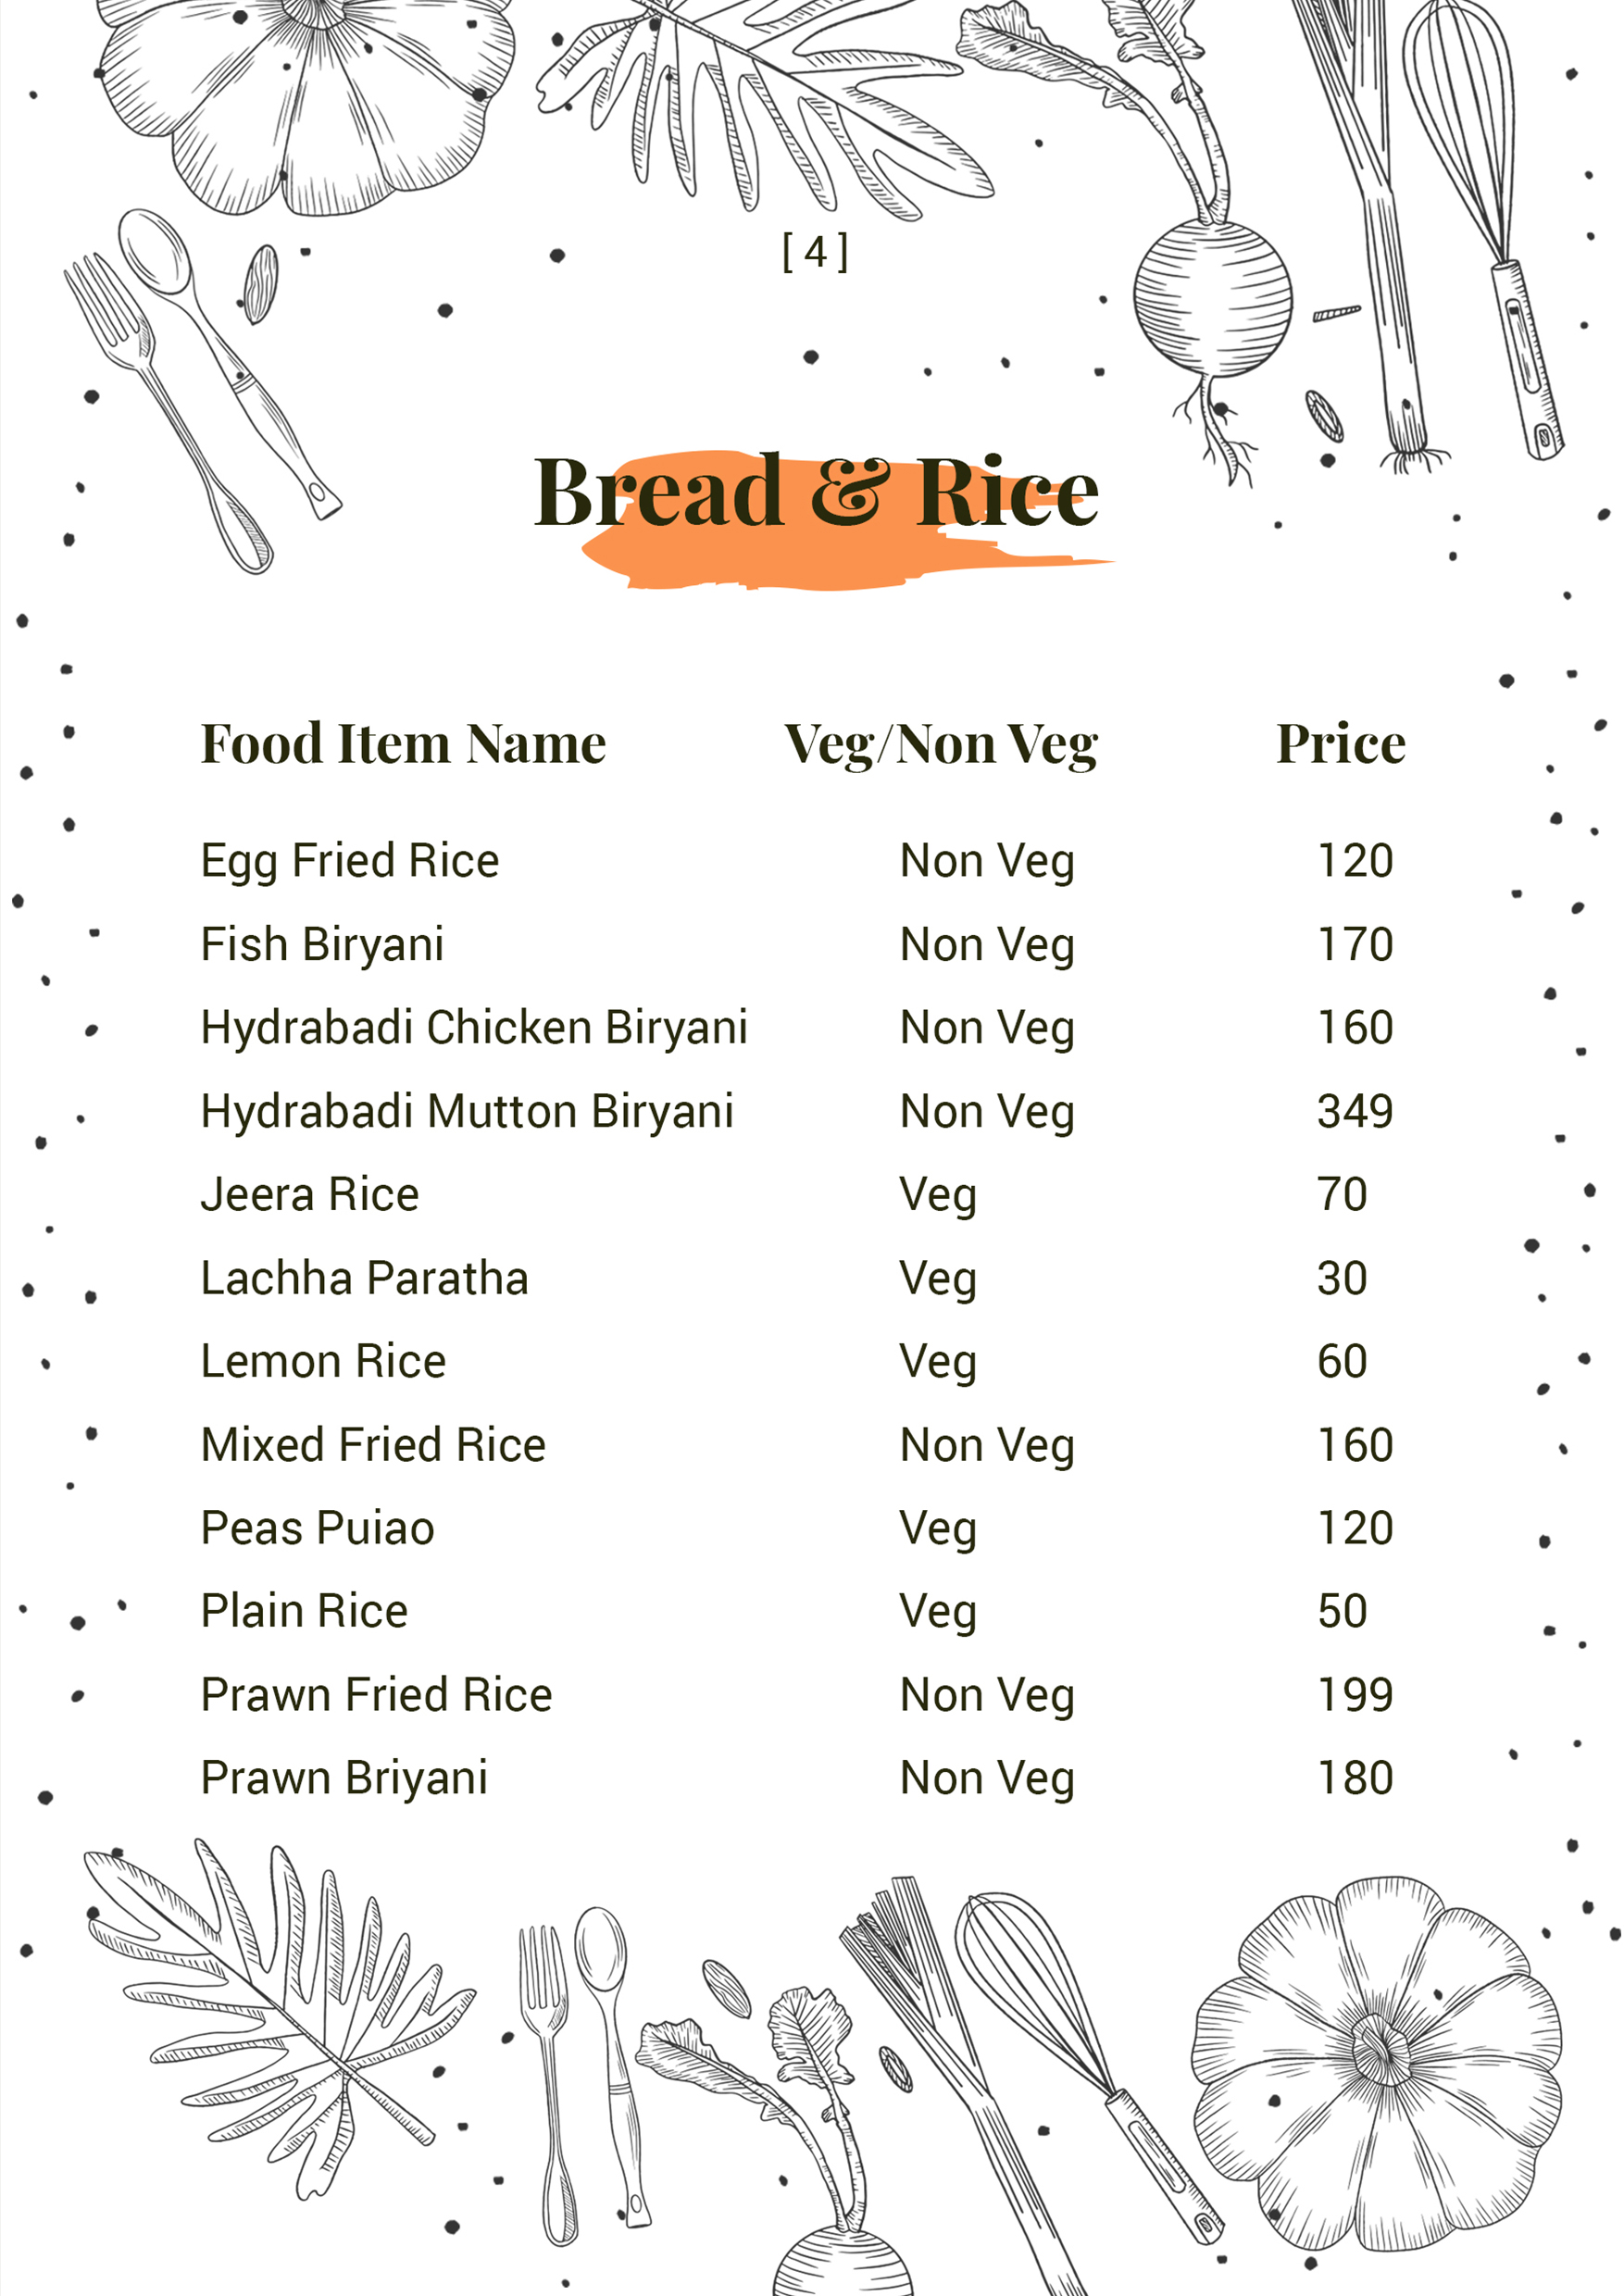 [ 4 ]
Bread & Rice
Food Item Name Veg/Non Veg Price
Egg Fried Rice Non Veg 120
Fish Biryani Non Veg 170
Hydrabadi Chicken Biryani Non Veg 160
Hydrabadi Mutton Biryani Non Veg 349
Jeera Rice Veg 70
Lachha Paratha Veg 30
Lemon Rice Veg 60
Mixed Fried Rice Non Veg 160
Peas Puiao Veg 120
Plain Rice Veg 50
Prawn Fried Rice Non Veg 199
Prawn Briyani Non Veg 180